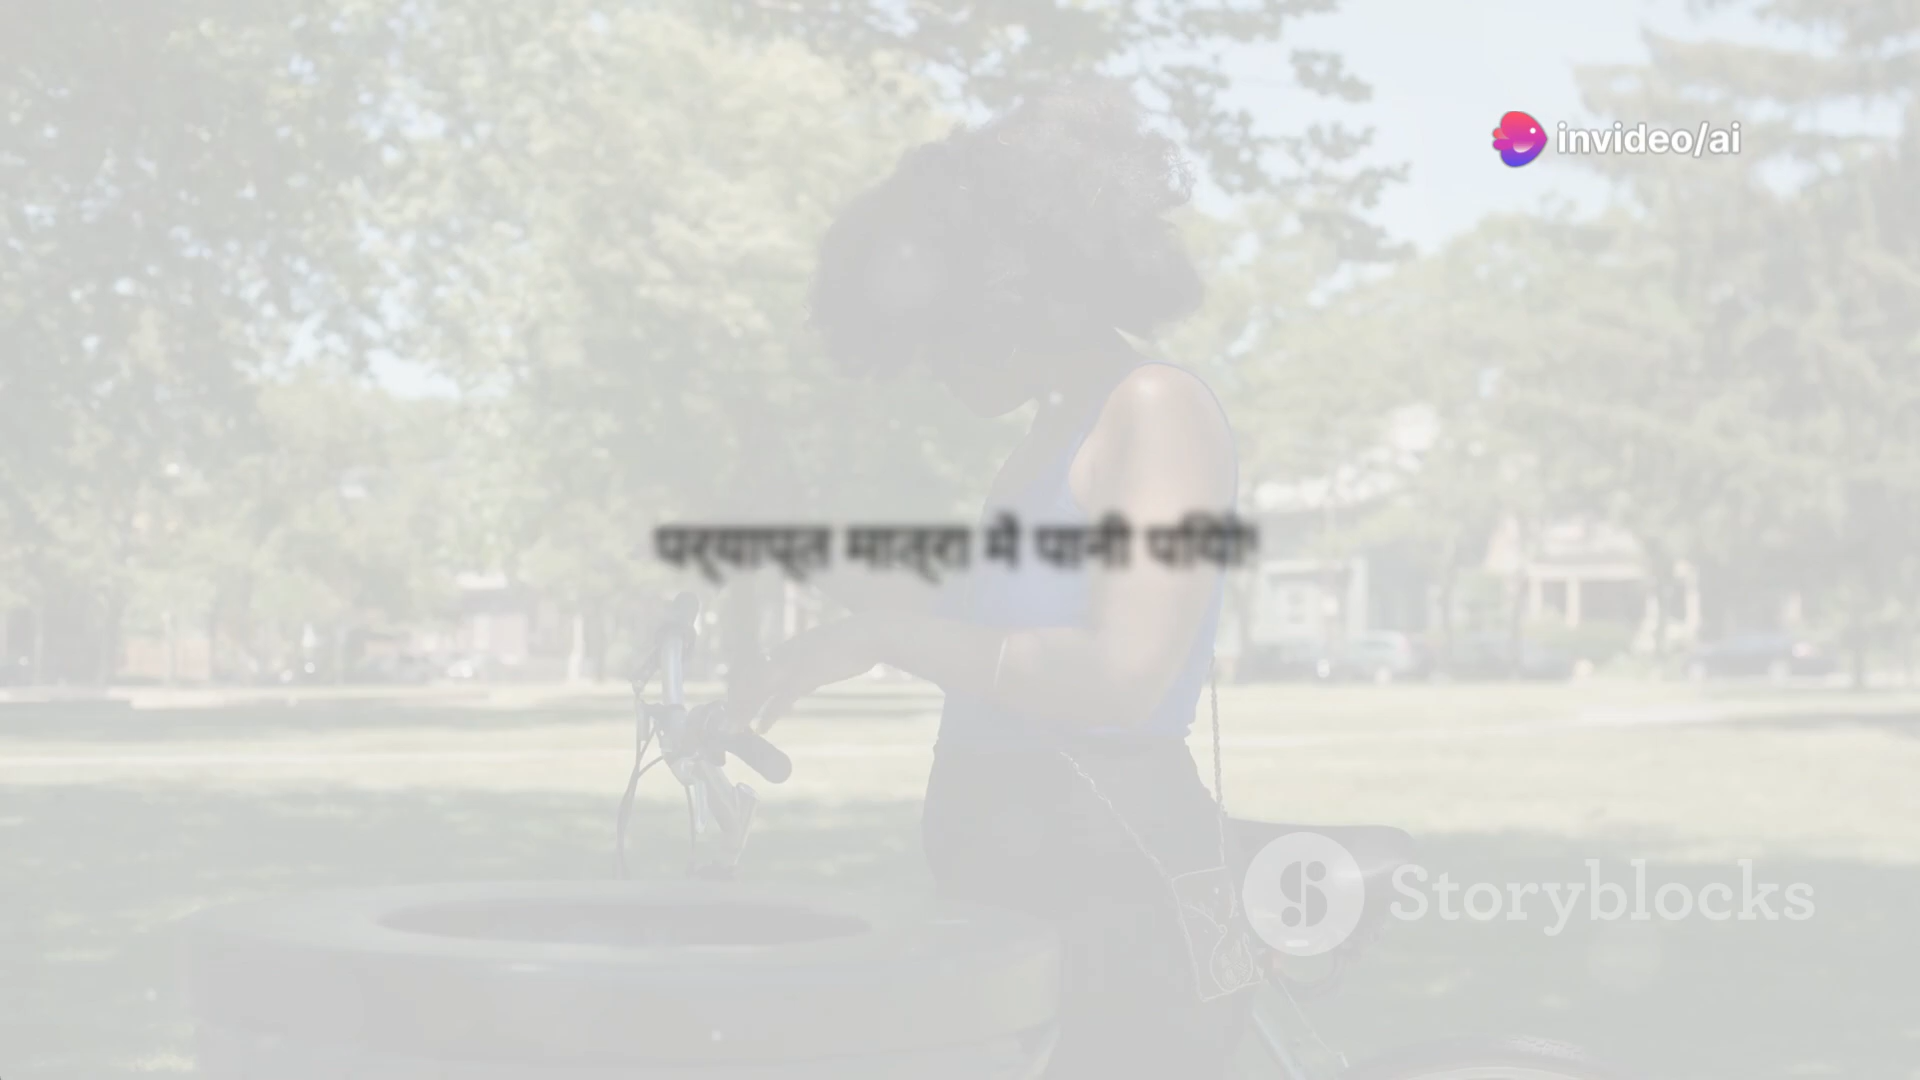 invideo/ai
पर्याप्त मात्रा में पानी
Storyblocks